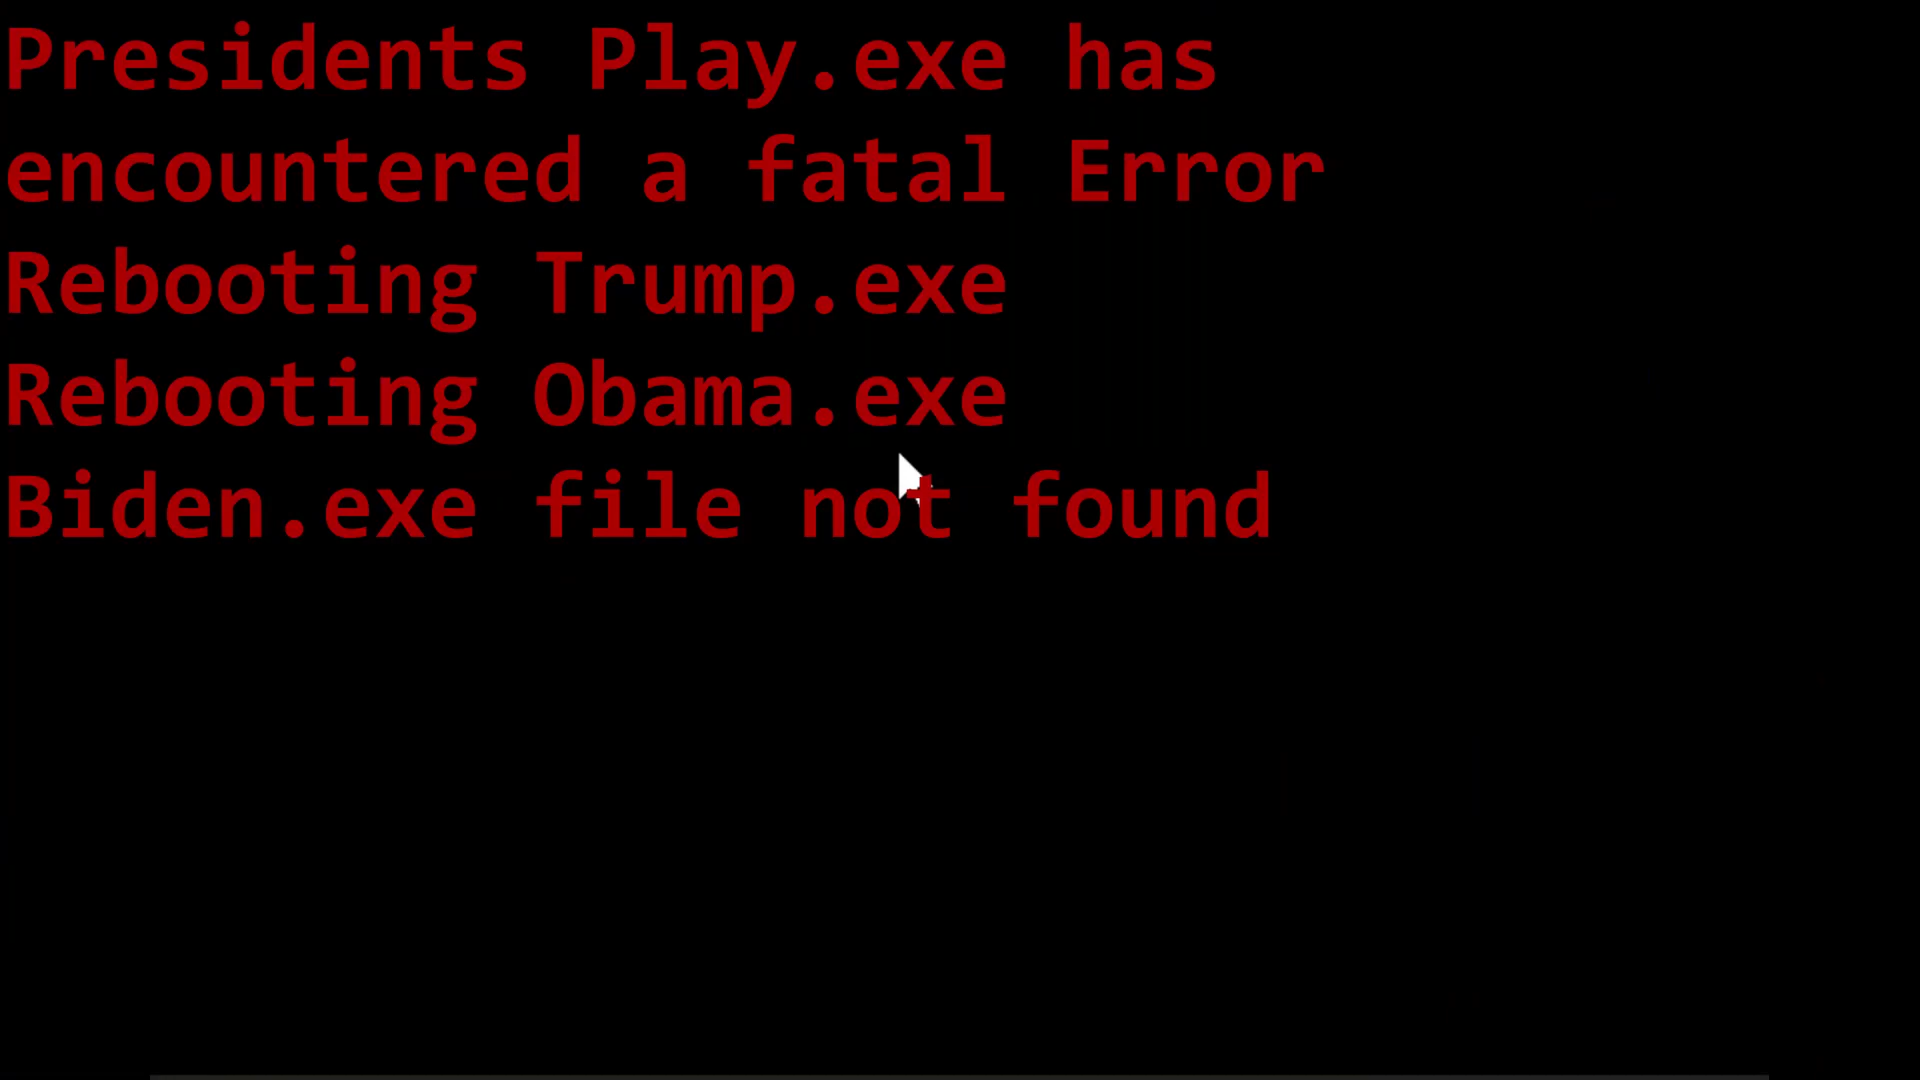 Presidents Play.exe has
encountered a fatal Error
Rebooting Trump.exe
Rebooting Obama.exe
Biden.exe file not found